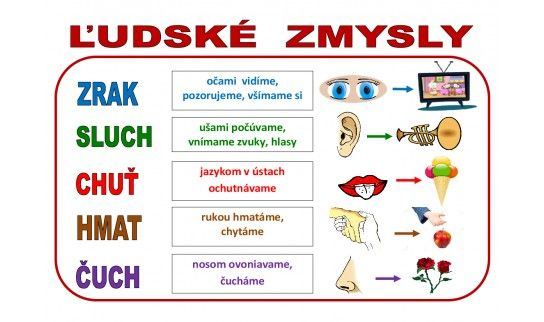 ĽUDSKÉ ZMYSLY
ZRAK
očami vidíme,
pozorujeme, všímame si
SLUCH
ušami počúvame,
vnímame zvuky, hlasy
CHUŤ
jazykom v ústach
ochutnávame
HMAT
rukou hmatáme,
chytáme
ČUCH
nosom ovoniavame,
čucháme